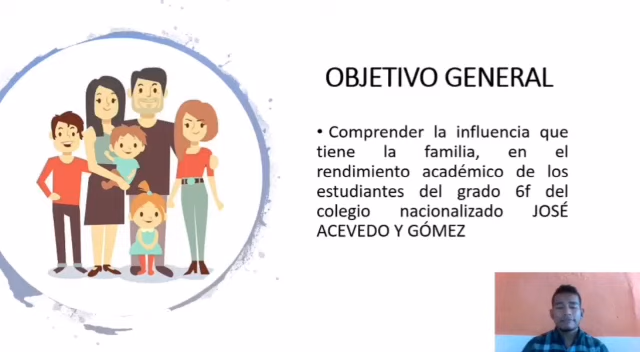 OBJETIVO GENERAL
• Comprender la influencia que
tiene la familia, en el
rendimiento académico de los
estudiantes del grado 6f del
colegio nacionalizado JOSÉ
ACEVEDO Y GÓMEZ